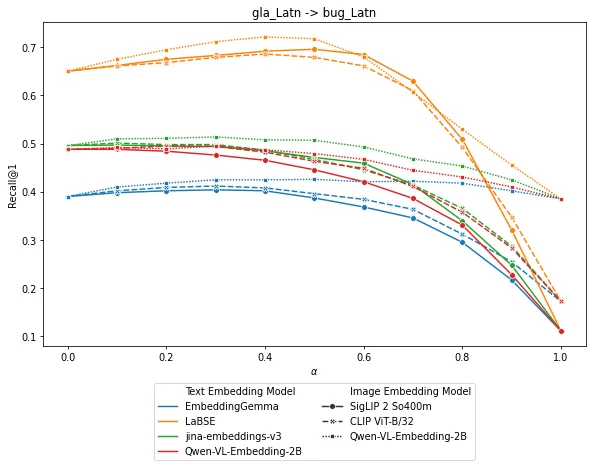 gla_Latn -> bug_Latn
Recall@1
0.7
0.6
0.5
0.4
0.3
0.2
0.1
0.0 0.2 0.4 0.6 0.8 1.0
α
Text Embedding Model
EmbeddingGemma
LaBSE
jina-embeddings-v3
Qwen-VL-Embedding-2B
Image Embedding Model
SigLIP 2 So400m
CLIP ViT-B/32
Qwen-VL-Embedding-2B